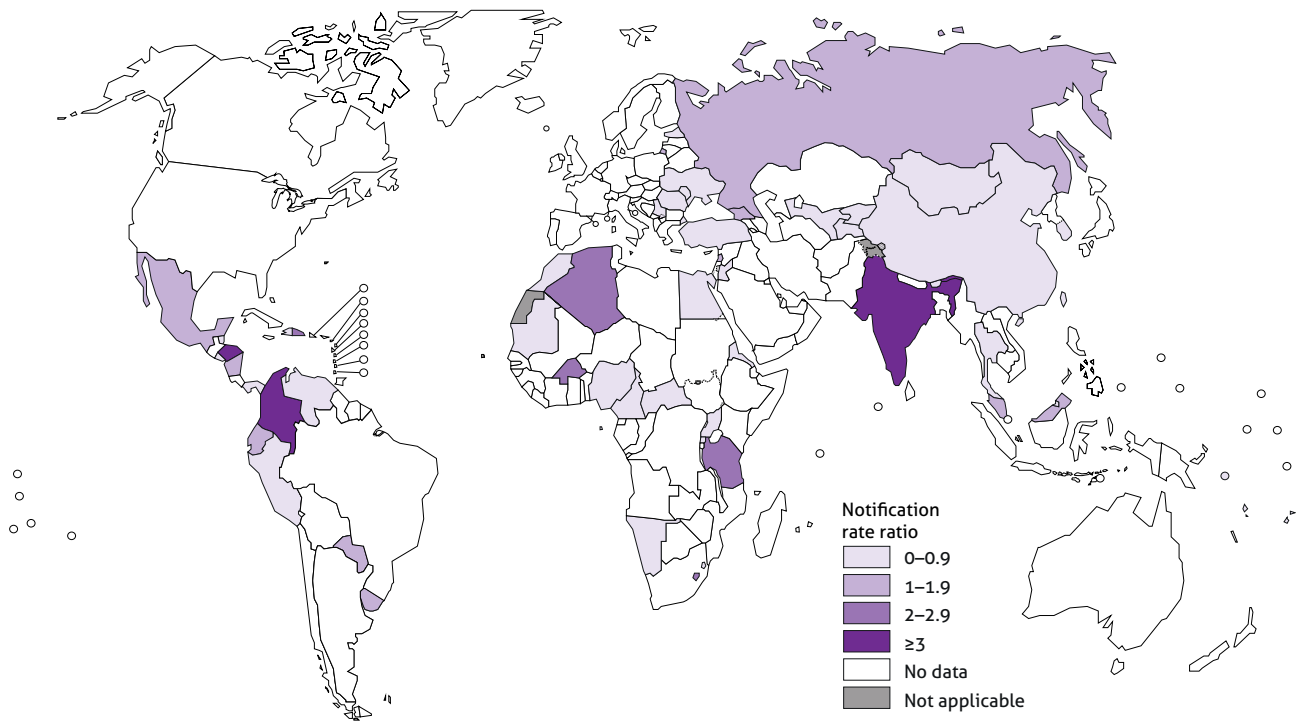 Notification
rate ratio
0–0.9
1–1.9
2–2.9
≥3
No data
Not applicable